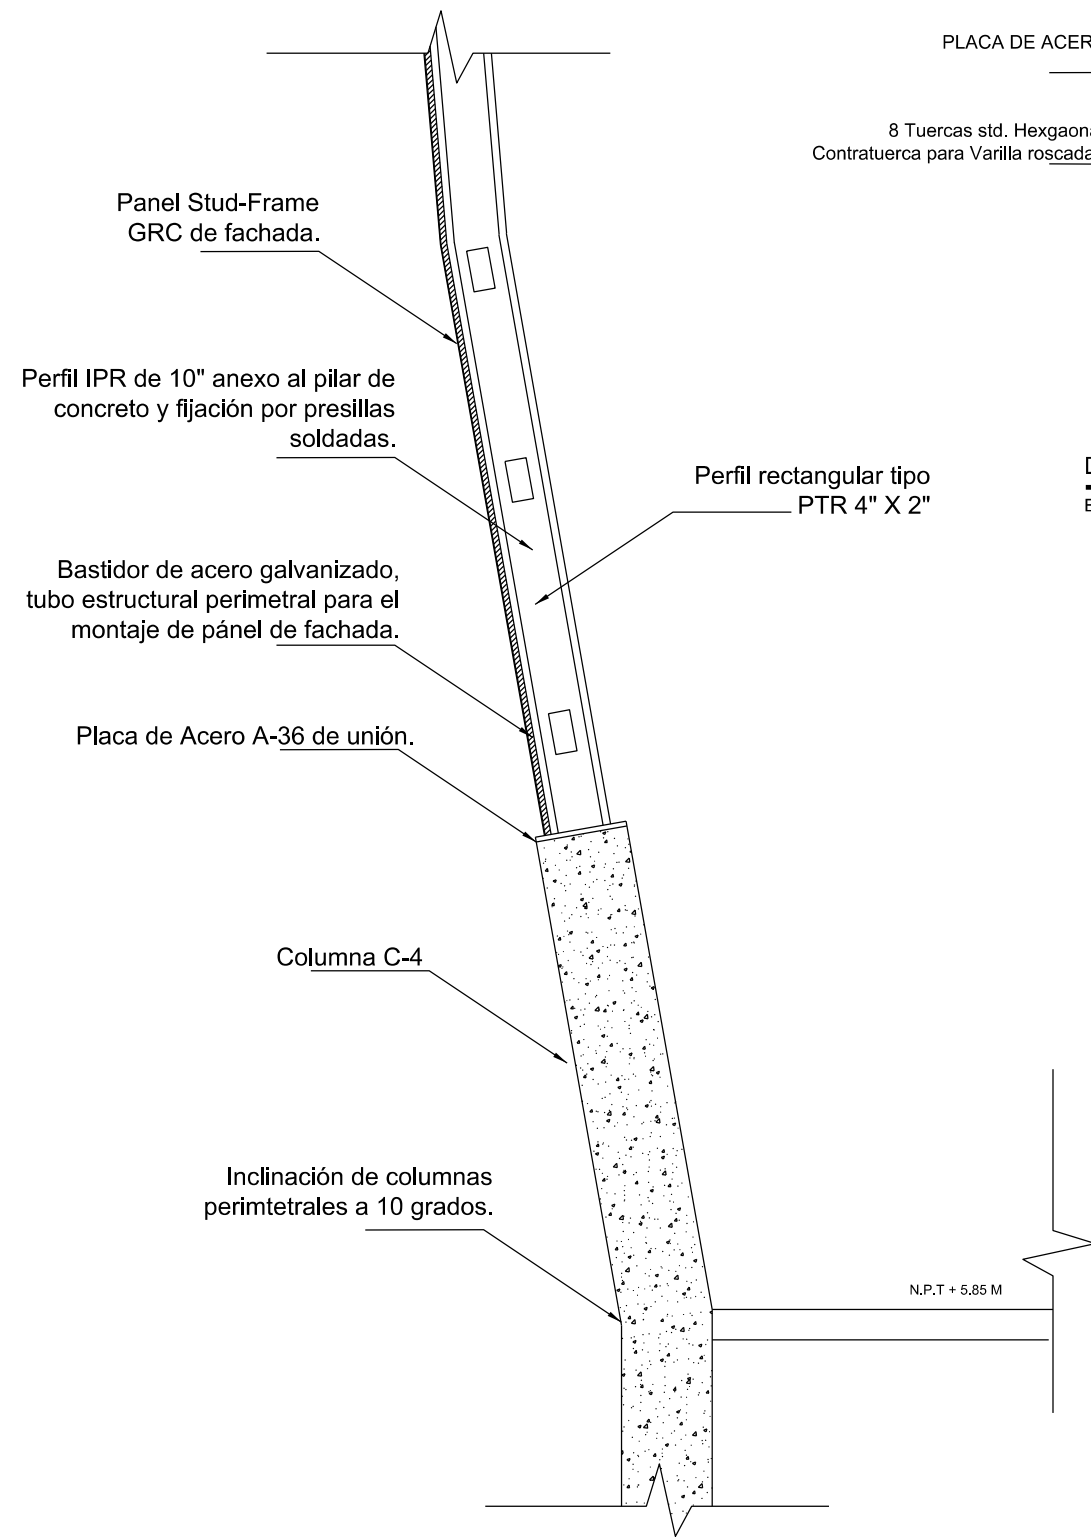 PLACA DE ACER
8 Tuercas std. Hexgaona
Contratuerca para Varilla roscada
Panel Stud-Frame
GRC de fachada.
Perfil IPR de 10" anexo al pilar de
concreto y fijación por presillas
soldadas.
Perfil rectangular tipo
PTR 4" X 2"
Bastidor de acero galvanizado,
tubo estructural perimetral para el
montaje de pánel de fachada.
Placa de Acero A-36 de unión.
Columna C-4
Inclinación de columnas
perimtetrales a 10 grados.
N.P.T + 5.85 M